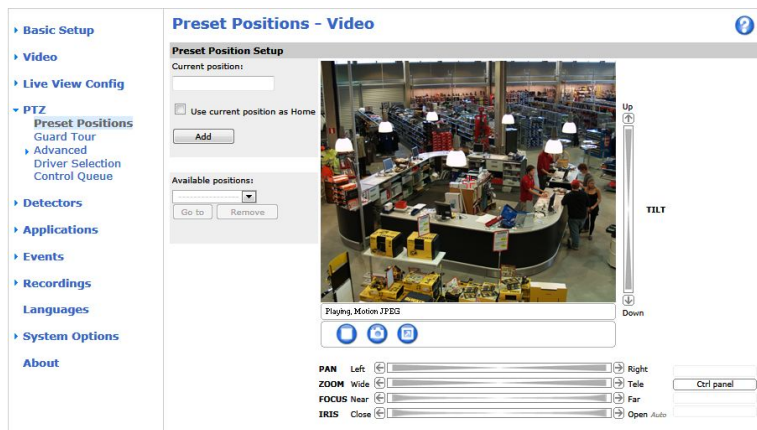 Preset Positions - Video
Basic Setup
Video
Live View Config
PTZ
Preset Positions
Guard Tour
Advanced
Driver Selection
Control Queue
Detectors
Applications
Events
Recordings
Languages
System Options
About
Preset Position Setup
Current position:
Use current position as Home
Add
Available positions:
Go to Remove
Up
TILT
Down
Playing, Motion JPEG
PAN Left Right
ZOOM Wide Tele Ctrl panel
FOCUS Near Far
IRIS Close Open Auto